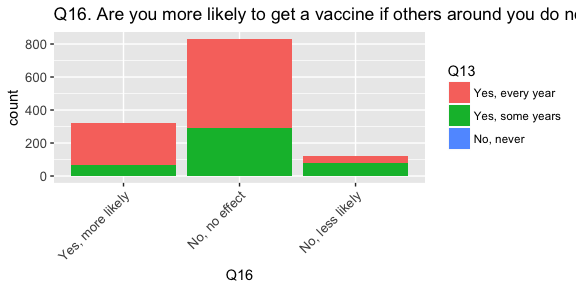 Q16. Are you more likely to get a vaccine if others around you do
count
800
600
400
200
0
Yes, more likely
No, no effect
No, less likely
Q16
Q13
Yes, every year
Yes, some years
No, never